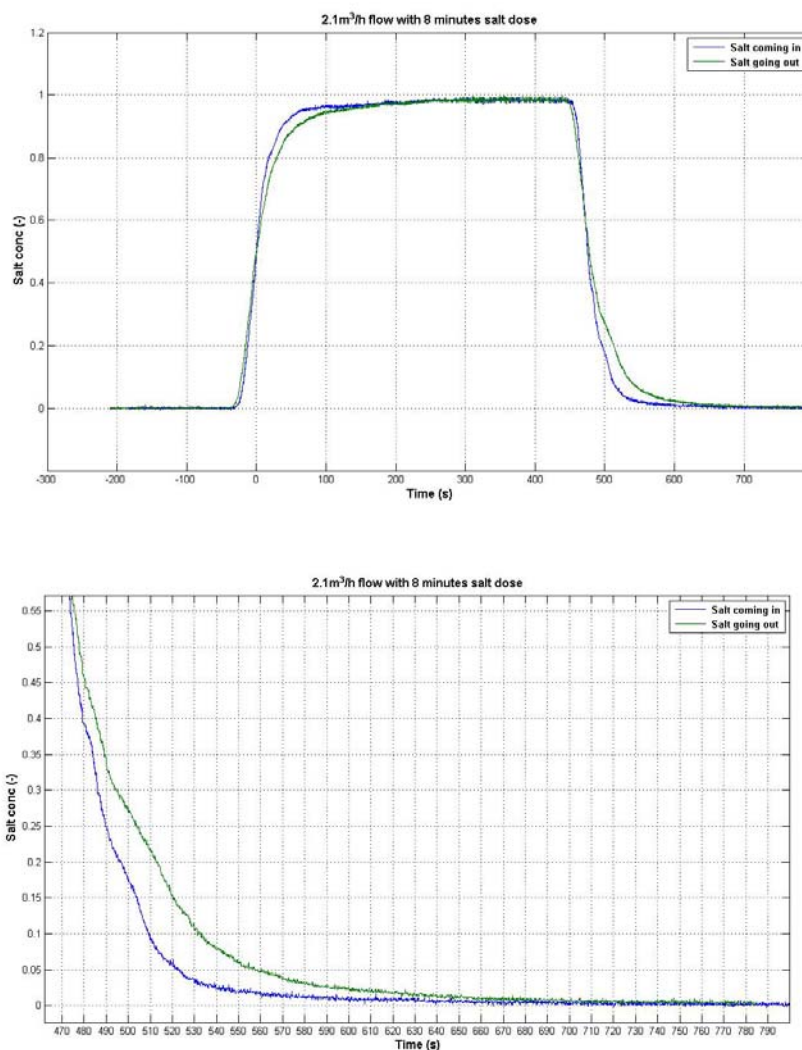 2.1m³/h flow with 8 minutes salt dose
1.2
Salt coming in
Salt going out
1
0.8
0.6
0.4
0.2
0
Salt conc (-)
-300 -200 -100 0 100 200 300 400 500 600 700
Time (s)
2.1m³/h flow with 8 minutes salt dose
Salt coming in
Salt going out
0.55
0.5
0.45
0.4
0.35
0.3
0.25
0.2
0.15
0.1
0.05
0
Salt conc (-)
470 480 490 500 510 520 530 540 550 560 570 580 590 600 610 620 630 640 650 660 670 680 690 700 710 720 730 740 750 760 770 780 790
Time (s)